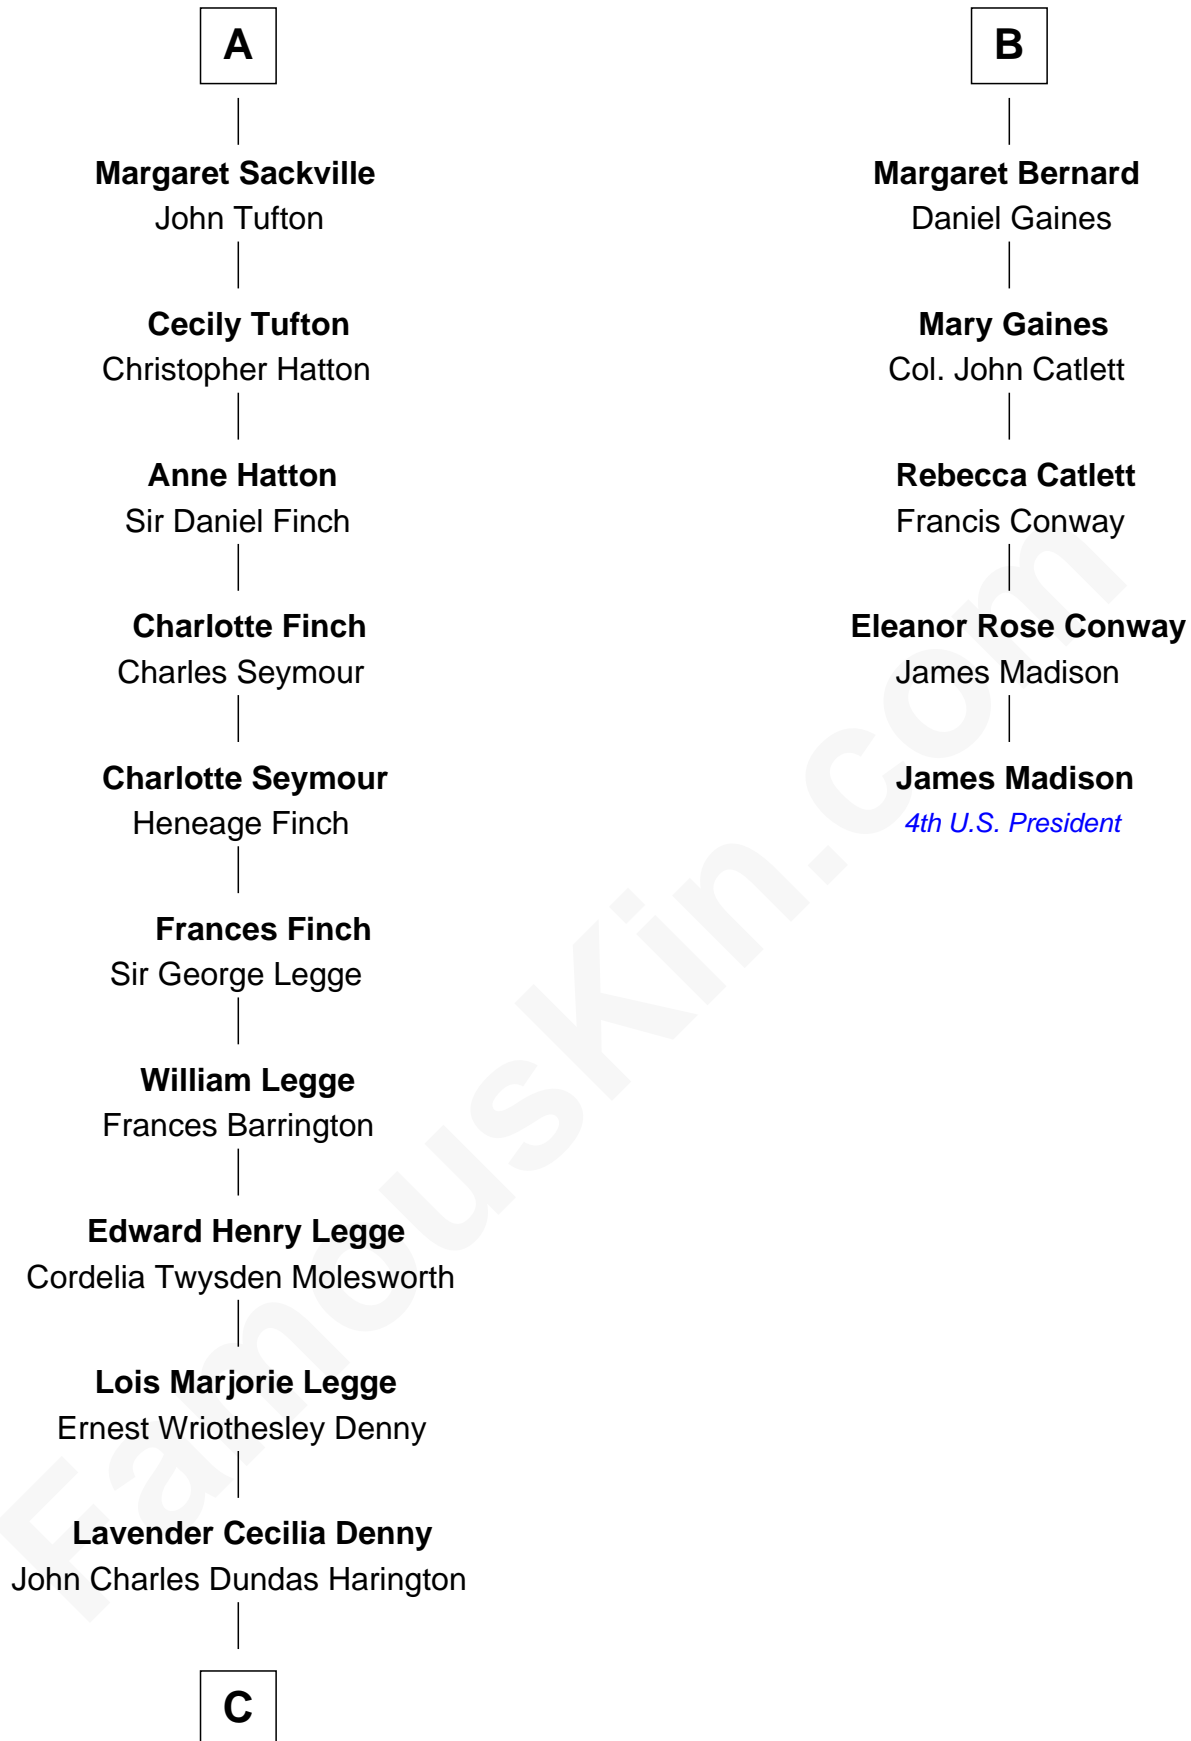 A
Margaret Sackville
John Tufton
Cecily Tufton
Christopher Hatton
Anne Hatton
Sir Daniel Finch
Charlotte Finch
Charles Seymour
Charlotte Seymour
Heneage Finch
Frances Finch
Sir George Legge
William Legge
Frances Barrington
Edward Henry Legge
Cordelia Twysden Molesworth
Lois Marjorie Legge
Ernest Wriothesley Denny
Lavender Cecilia Denny
John Charles Dundas Harington
C
B
Margaret Bernard
Daniel Gaines
Mary Gaines
Col. John Catlett
Rebecca Catlett
Francis Conway
Eleanor Rose Conway
James Madison
James Madison
4th U.S. President
FamousKin.com